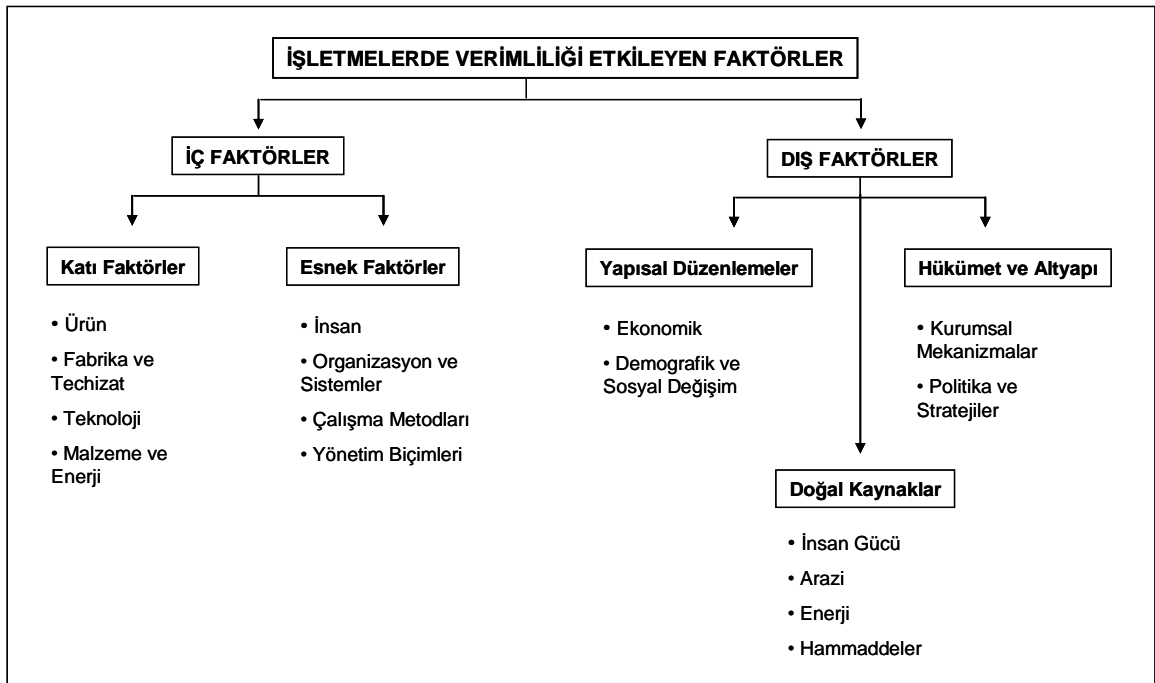 İŞLETMELERDE VERİMLİLİĞİ ETKİLEYEN FAKTÖRLER
İÇ FAKTÖRLER
DIŞ FAKTÖRLER
Katı Faktörler
• Ürün
• Fabrika ve
Techizat
• Teknoloji
• Malzeme ve
Enerji
Esnek Faktörler
• İnsan
• Organizasyon ve
Sistemler
• Çalışma Metodları
• Yönetim Biçimleri
Yapısal Düzenlemeler
• Ekonomik
• Demografik ve
Sosyal Değişim
Hükümet ve Altyapı
• Kurumsal
Mekanizmalar
• Politika ve
Stratejiler
Doğal Kaynaklar
• İnsan Gücü
• Arazi
• Enerji
• Hammaddeler